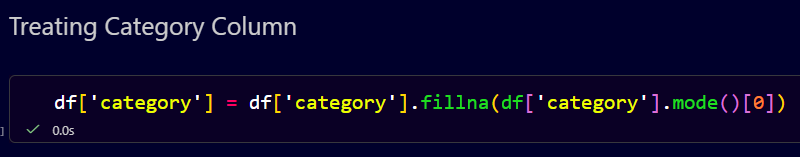 Treating Category Column
df['category'] = df['category'].fillna(df['category'].mode()[0])
]
✓ 0.0s